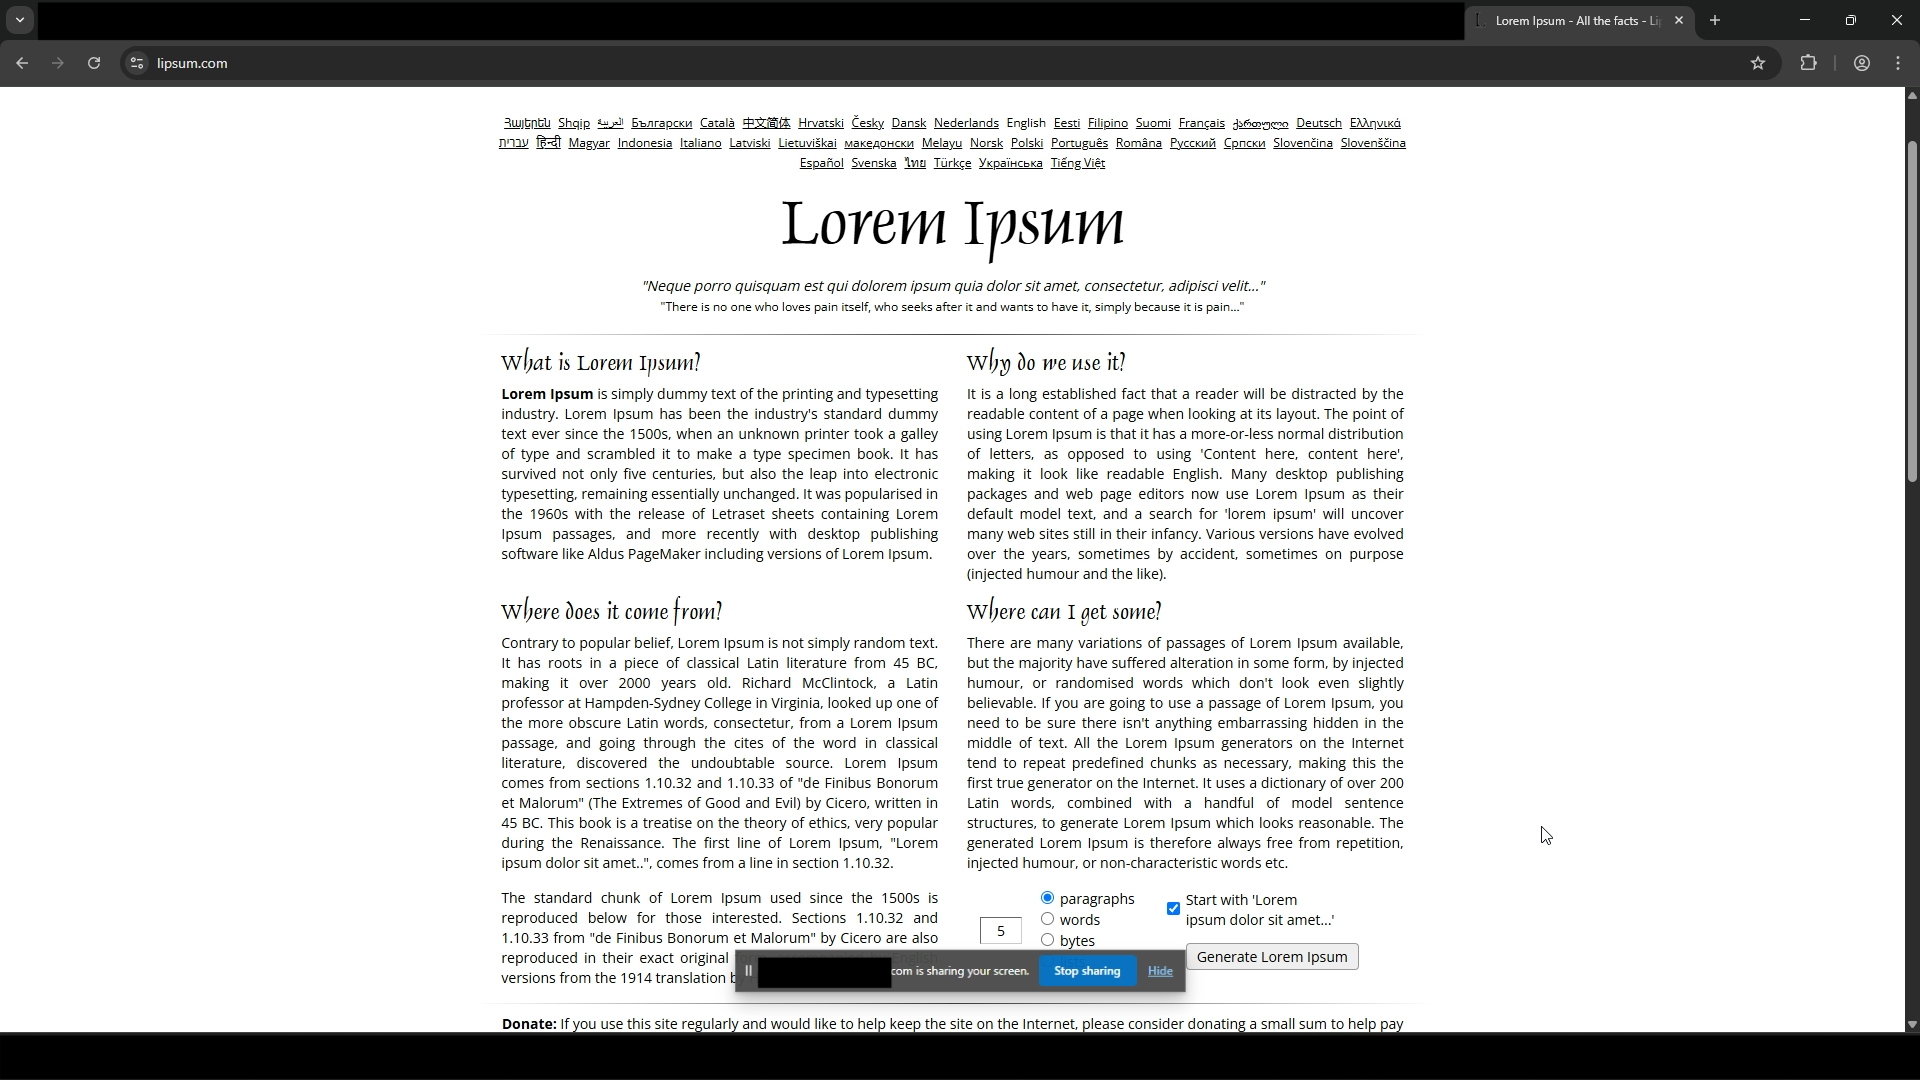 Lorem Ipsum - All the facts - Li
lipsum.com
Հայերեն Shqip العربية Български Català 中文简体 Hrvatski Česky Dansk Nederlands English Eesti Filipino Suomi Français ქართული Deutsch Ελληνικά
עברית हिन्दी Magyar Indonesia Italiano Latviski Lietuviškai македонски Melayu Norsk Polski Português Româna Pyccкий Српски Slovenčina Slovenščina
Español Svenska ไทย Türkçe Українська Tiếng Việt
Lorem Ipsum
"Neque porro quisquam est qui dolorem ipsum quia dolor sit amet, consectetur, adipisci velit..."
"There is no one who loves pain itself, who seeks after it and wants to have it, simply because it is pain..."
What is Lorem Ipsum?
Lorem Ipsum is simply dummy text of the printing and typesetting
industry. Lorem Ipsum has been the industry's standard dummy
text ever since the 1500s, when an unknown printer took a galley
of type and scrambled it to make a type specimen book. It has
survived not only five centuries, but also the leap into electronic
typesetting, remaining essentially unchanged. It was popularised in
the 1960s with the release of Letraset sheets containing Lorem
Ipsum passages, and more recently with desktop publishing
software like Aldus PageMaker including versions of Lorem Ipsum.
Why do we use it?
It is a long established fact that a reader will be distracted by the
readable content of a page when looking at its layout. The point of
using Lorem Ipsum is that it has a more-or-less normal distribution
of letters, as opposed to using 'Content here, content here',
making it look like readable English. Many desktop publishing
packages and web page editors now use Lorem Ipsum as their
default model text, and a search for 'lorem ipsum' will uncover
many web sites still in their infancy. Various versions have evolved
over the years, sometimes by accident, sometimes on purpose
(injected humour and the like).
Where does it come from?
Contrary to popular belief, Lorem Ipsum is not simply random text.
It has roots in a piece of classical Latin literature from 45 BC,
making it over 2000 years old. Richard McClintock, a Latin
professor at Hampden-Sydney College in Virginia, looked up one of
the more obscure Latin words, consectetur, from a Lorem Ipsum
passage, and going through the cites of the word in classical
literature, discovered the undoubtable source. Lorem Ipsum
comes from sections 1.10.32 and 1.10.33 of "de Finibus Bonorum
et Malorum" (The Extremes of Good and Evil) by Cicero, written in
45 BC. This book is a treatise on the theory of ethics, very popular
during the Renaissance. The first line of Lorem Ipsum, "Lorem
ipsum dolor sit amet..", comes from a line in section 1.10.32.
The standard chunk of Lorem Ipsum used since the 1500s is
reproduced below for those interested. Sections 1.10.32 and
1.10.33 from "de Finibus Bonorum et Malorum" by Cicero are also
reproduced in their exact original English
versions from the 1914 translation b
Where can I get some?
There are many variations of passages of Lorem Ipsum available,
but the majority have suffered alteration in some form, by injected
humour, or randomised words which don't look even slightly
believable. If you are going to use a passage of Lorem Ipsum, you
need to be sure there isn't anything embarrassing hidden in the
middle of text. All the Lorem Ipsum generators on the Internet
tend to repeat predefined chunks as necessary, making this the
first true generator on the Internet. It uses a dictionary of over 200
Latin words, combined with a handful of model sentence
structures, to generate Lorem Ipsum which looks reasonable. The
generated Lorem Ipsum is therefore always free from repetition,
injected humour, or non-characteristic words etc.
5
paragraphs
words
bytes
Start with 'Lorem
ipsum dolor sit amet...'
Generate Lorem Ipsum
com is sharing your screen. Stop sharing Hide
Donate: If you use this site regularly and would like to help keep the site on the Internet, please consider donating a small sum to help pay